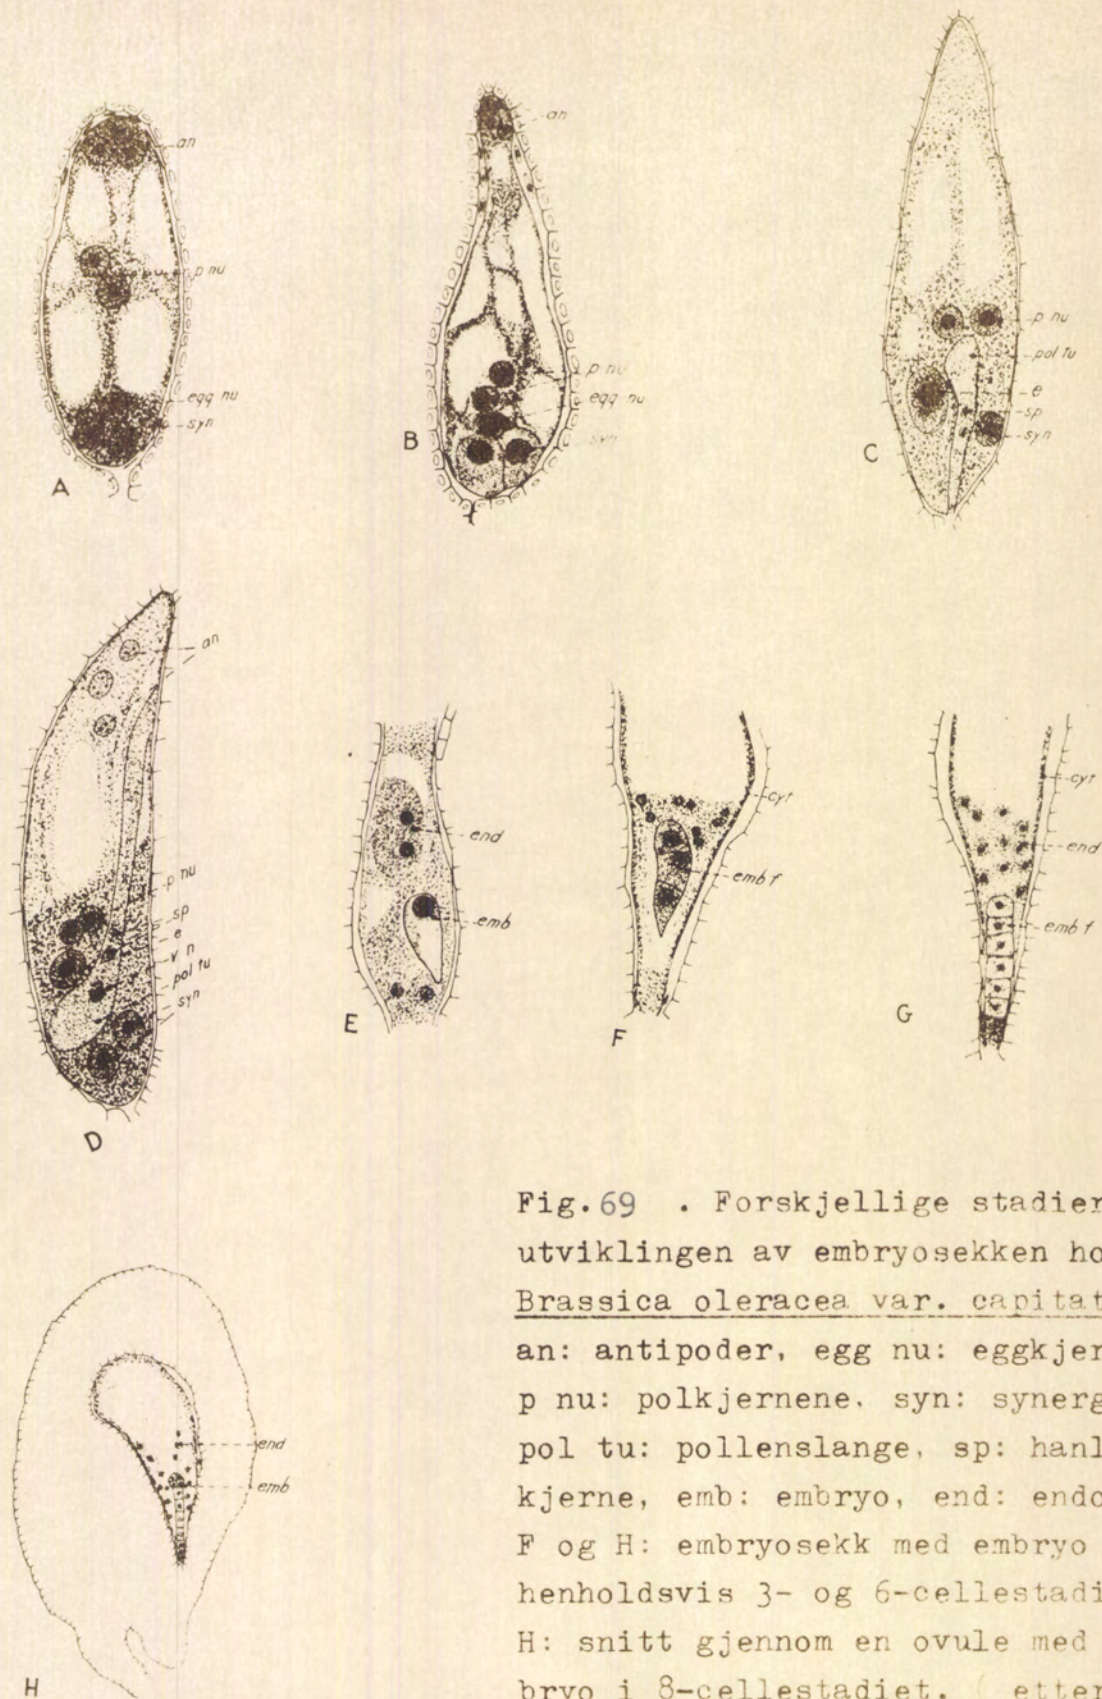 an
p nu
egg nu
syn
A
an
p nu
egg nu
syn
B
p nu
pol tu
e
sp
syn
C
an
p nu
sp
e
v n
pol tu
syn
D
end
emb
E
cyt
emb f
F
cyt
end
emb f
G
end
emb
H
Fig. 69 . Forskjellige stadier
utviklingen av embryosekken ho
Brassica oleracea var. capitat
an: antipoder, egg nu: eggkjer
p nu: polkjernene. syn: synerg
pol tu: pollenslange, sp: hanl
kjerne, emb: embryo, end: endo
F og H: embryosekk med embryo
henholdsvis 3- og 6-cellestadi
H: snitt gjennom en ovule med
bryo i 8-cellestadiet. ( etter